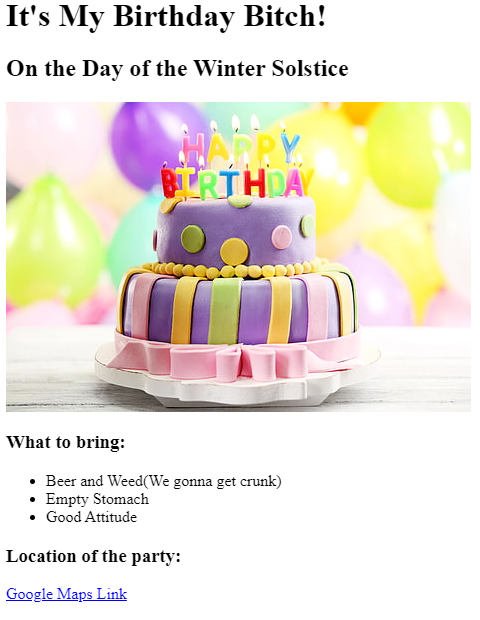 It's My Birthday Bitch!
On the Day of the Winter Solstice
HAPPY
BIRTHDAY
What to bring:
Beer and Weed(We gonna get crunk)
Empty Stomach
Good Attitude
Location of the party:
Google Maps Link